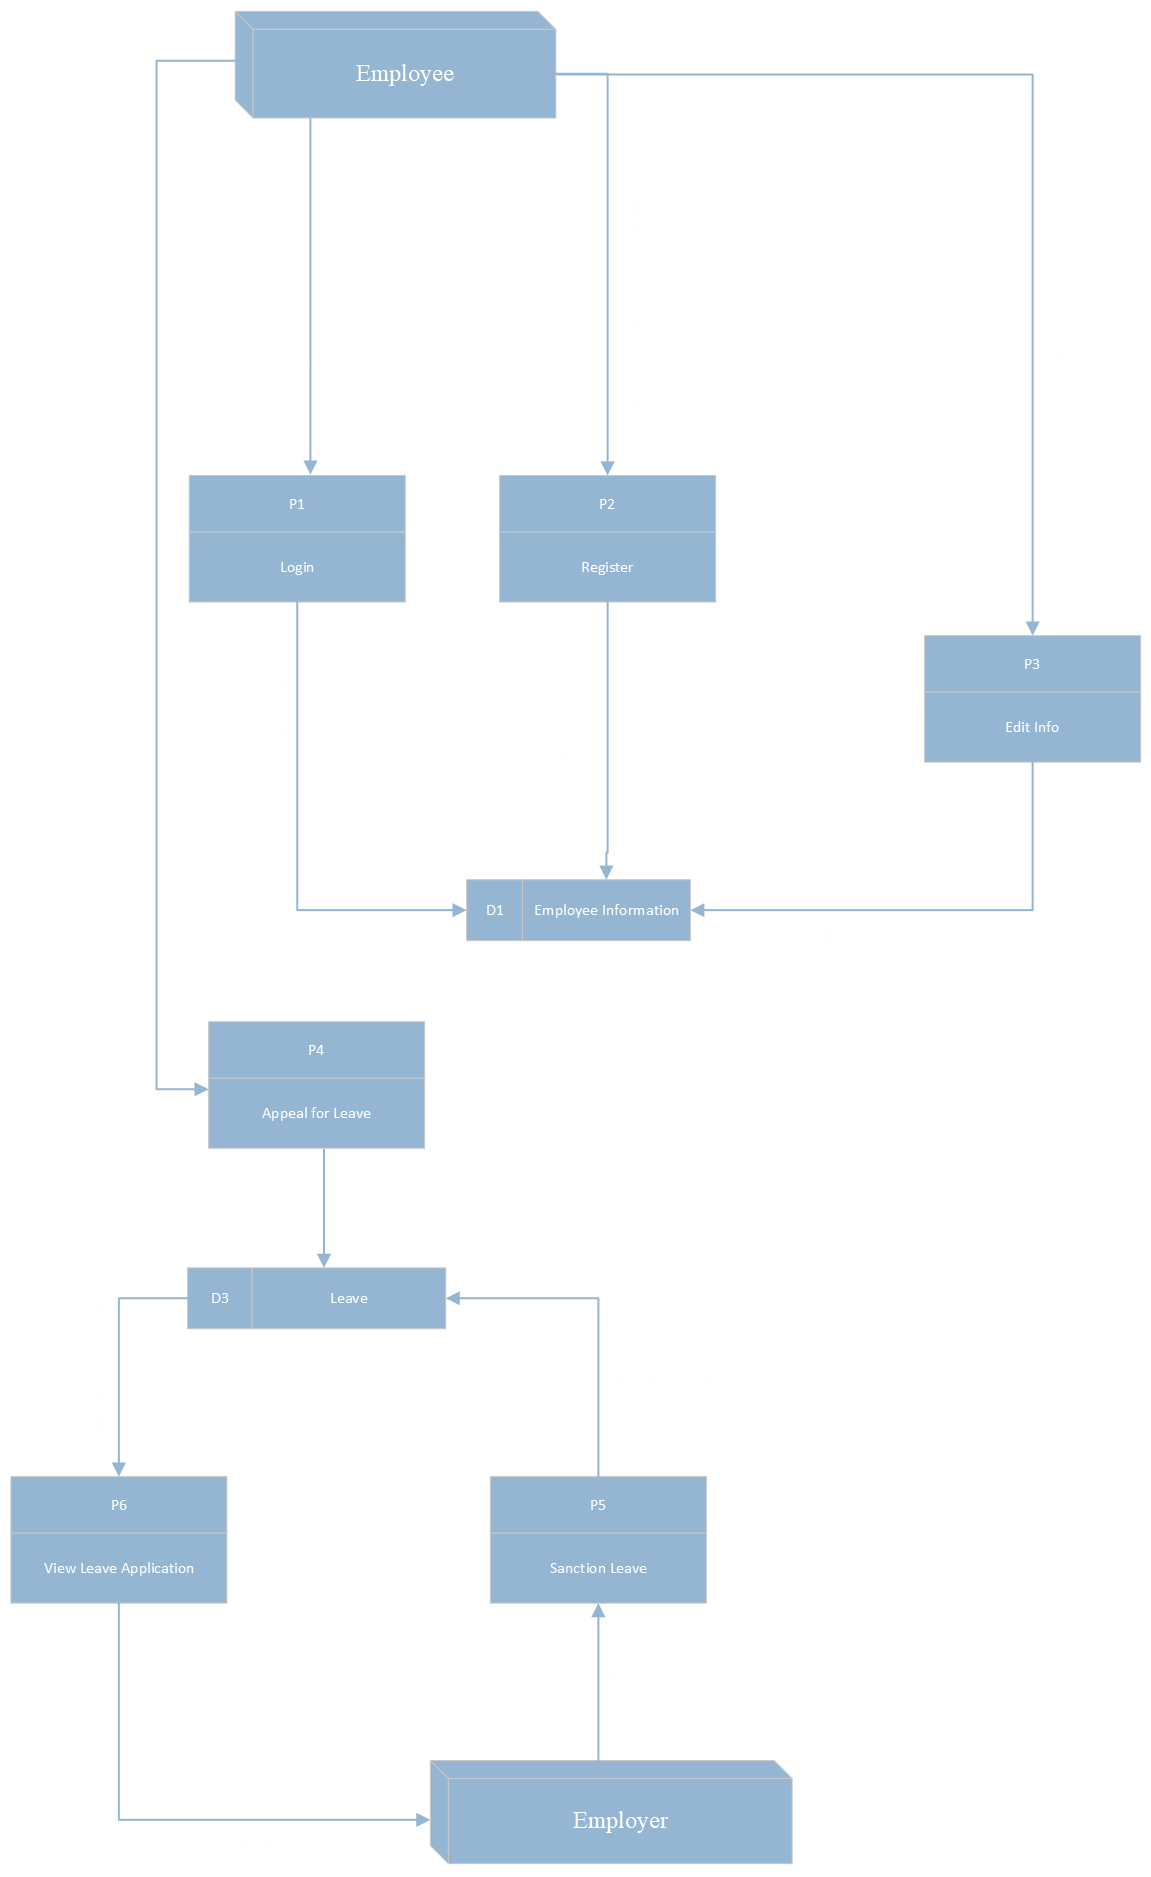 Employee
P1
Login
P2
Register
P3
Edit Info
D1
Employee Information
P4
Appeal for Leave
D3
Leave
P6
View Leave Application
P5
Sanction Leave
Employer